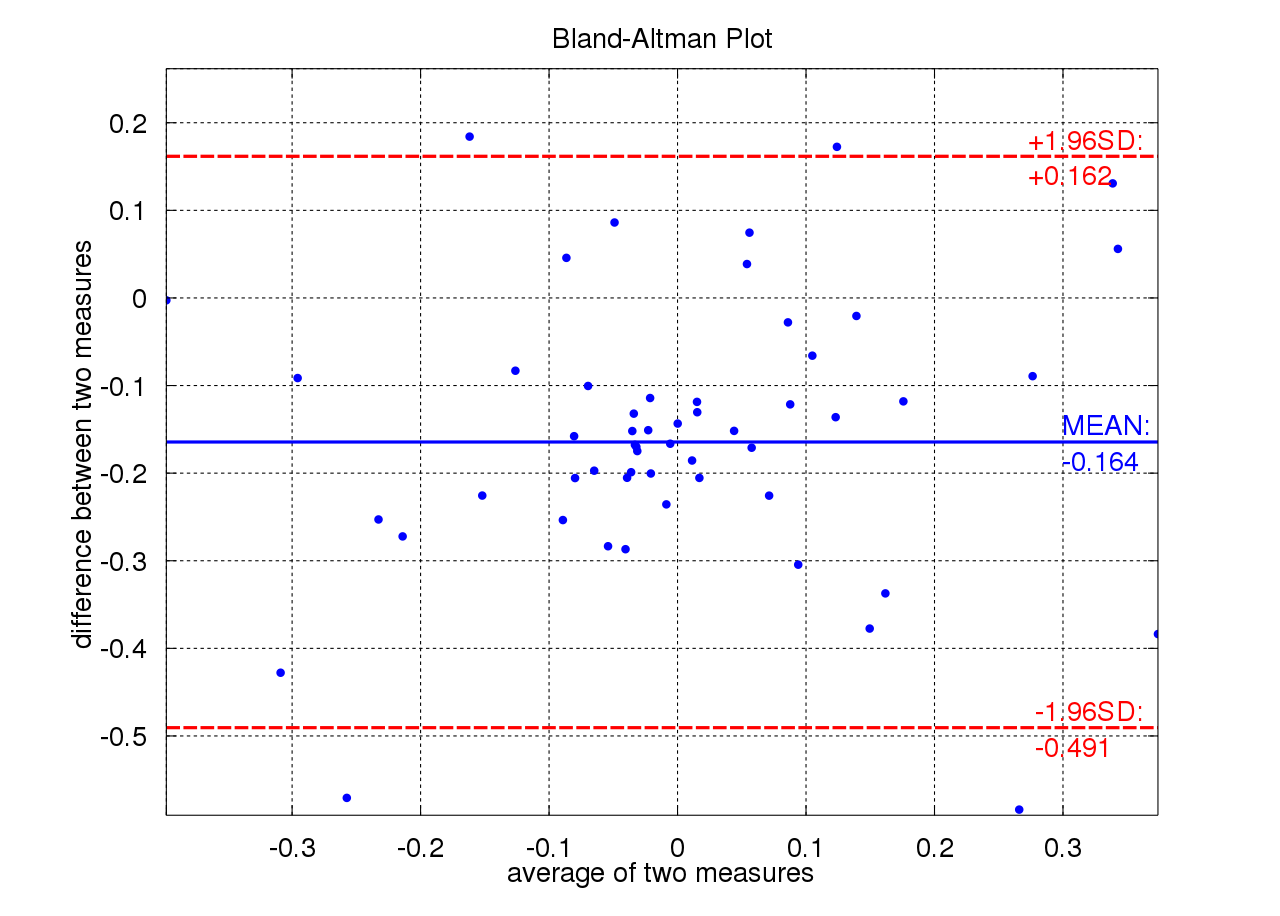 Bland-Altman Plot
0.2
0.1
0
-0.1
-0.2
-0.3
-0.4
-0.5
difference between two measures
+1.96SD:
+0.162
MEAN:
-0.164
-1.96SD:
-0.491
-0.3 -0.2 -0.1 0 0.1 0.2 0.3
average of two measures